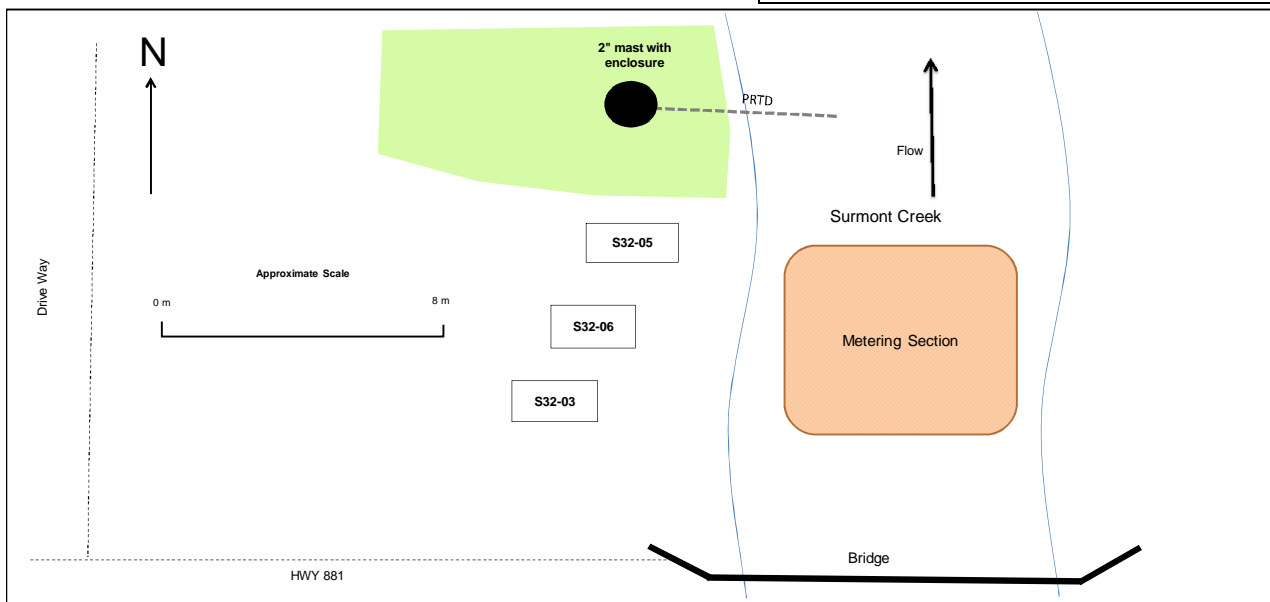 N
2" mast with
enclosure
PRTD
Flow
Surmont Creek
S32-05
Approximate Scale
0 m
8 m
Drive Way
S32-06
Metering Section
S32-03
Bridge
HWY 881